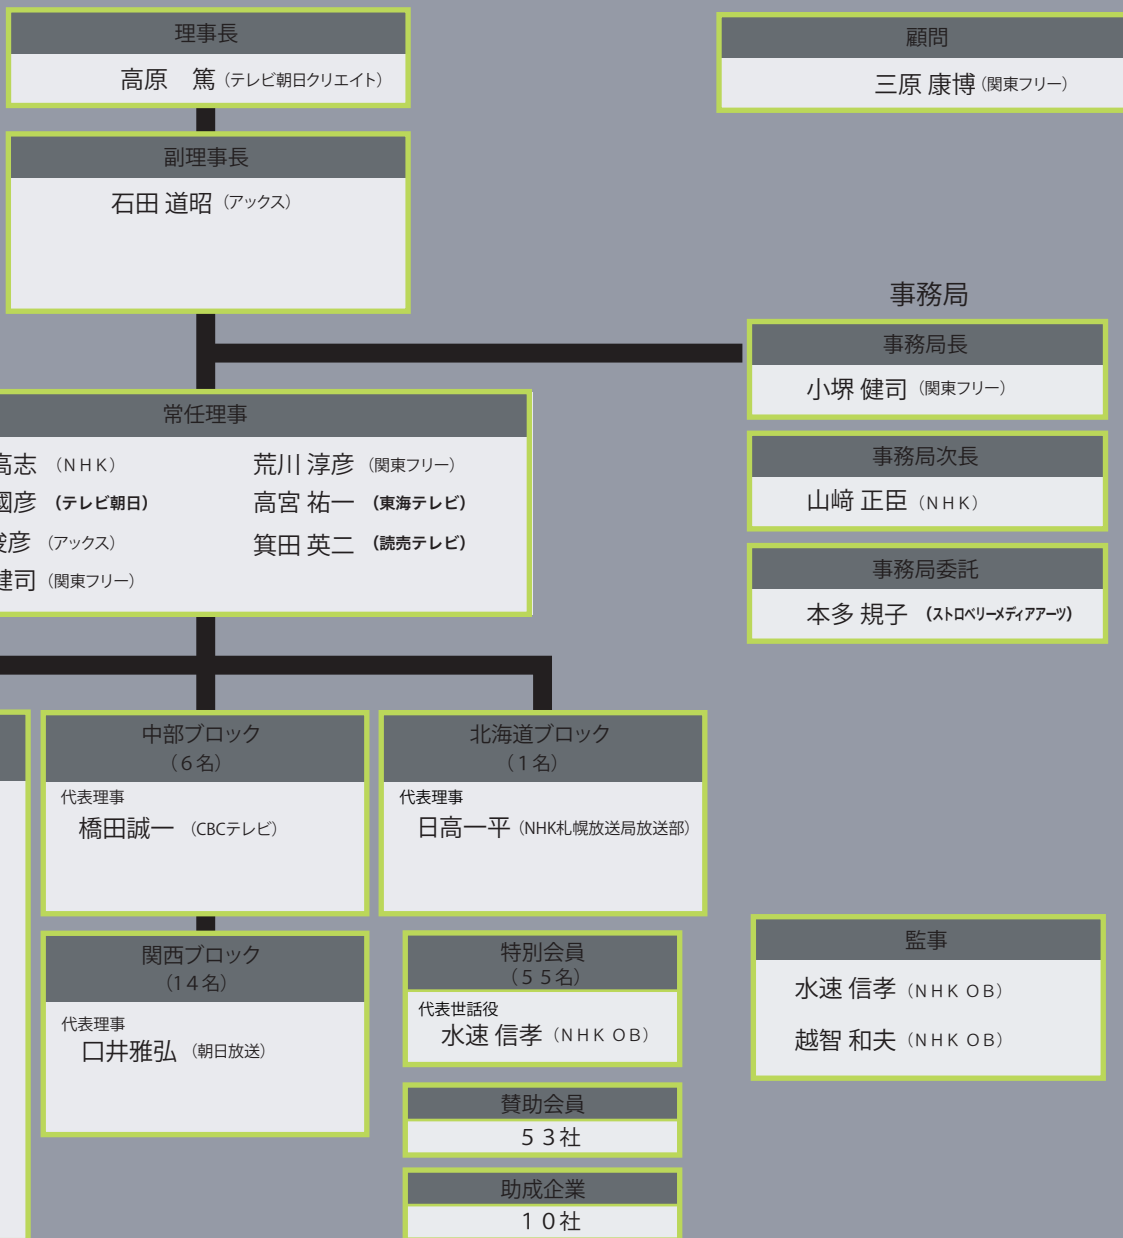 理事長
高原　篤（テレビ朝日クリエイト）
顧問
三原 康博（関東フリー）
副理事長
石田 道昭（アックス）
事務局
事務局長
小堺 健司（関東フリー）
事務局次長
山﨑 正臣（ＮＨＫ）
事務局委託
本多 規子（ストロベリーメディアアーツ）
常任理事
高志（ＮＨＫ） 荒川 淳彦（関東フリー）
國彦（テレビ朝日） 高宮 祐一（東海テレビ）
彦（アックス） 箕田 英二（読売テレビ）
健司（関東フリー）
中部ブロック
（６名）
代表理事
橋田誠一（CBCテレビ）
北海道ブロック
（１名）
代表理事
日高一平（NHK札幌放送局放送部）
関西ブロック
（1４名）
代表理事
口井雅弘（朝日放送）
特別会員
（５５名）
代表世話役
水速 信孝（ＮＨＫ ＯＢ）
賛助会員
５３社
助成企業
１０社
監事
水速 信孝（ＮＨＫ ＯＢ）
越智 和夫（ＮＨＫ ＯＢ）